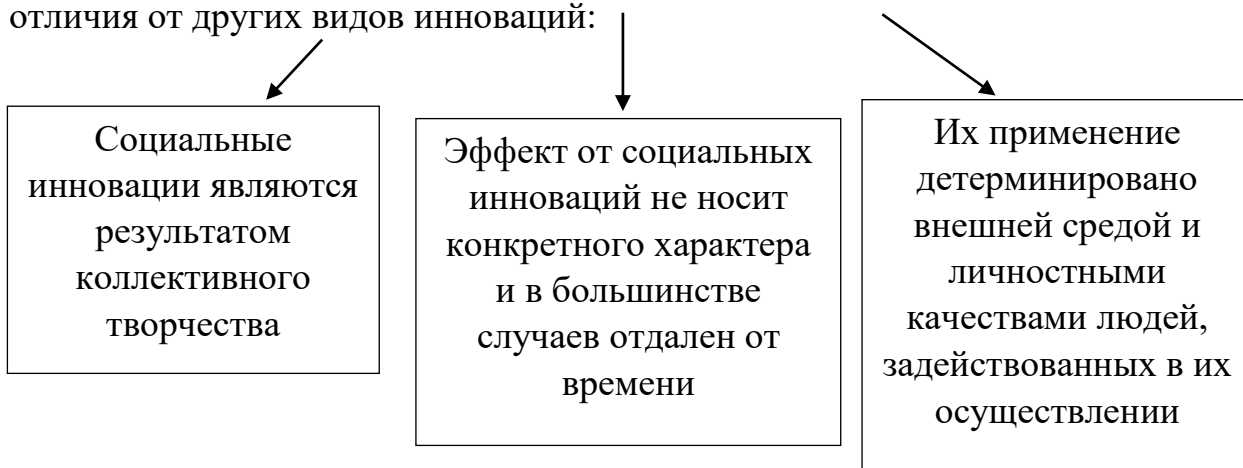 отличия от других видов инноваций:
Социальные
инновации являются
результатом
коллективного
творчества
Эффект от социальных
инноваций не носит
конкретного характера
и в большинстве
случаев отдален от
времени
Их применение
детерминировано
внешней средой и
личностными
качествами людей,
задействованных в их
осуществлении